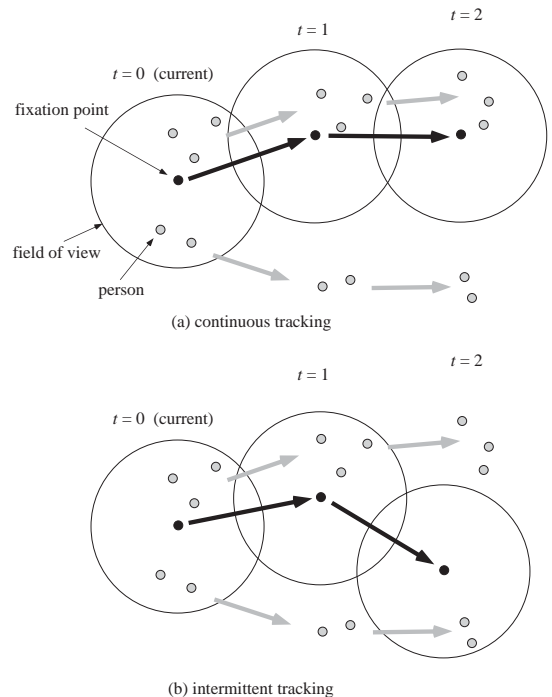 t = 2
t = 1
t = 0 (current)
fixation point
field of view
person
(a) continuous tracking
t = 2
t = 1
t = 0 (current)
(b) intermittent tracking